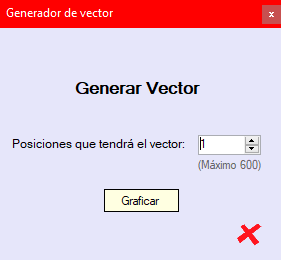 Generador de vector
Generar Vector
Posiciones que tendrá el vector: 1
(Máximo 600)
Graficar